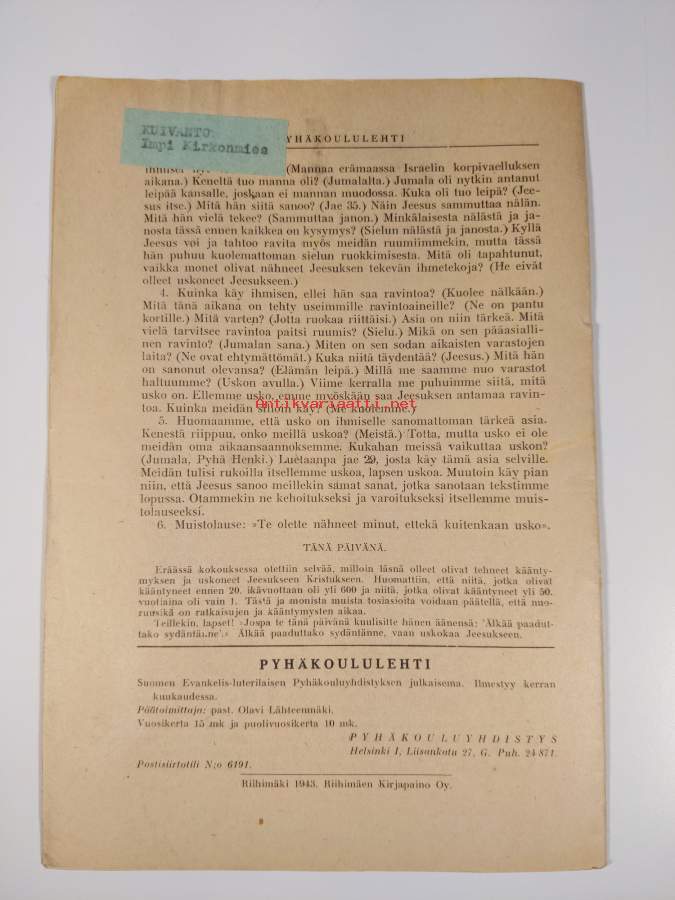 KUIVANTO
Impi Kirkonmies
PYHÄKOULULEHTI
(Mannaa erämaassa Israelin korpivaelluksen
aikana.) Keneltä tuo manna oli? (Jumalalta.) Jumala oli nytkin antanut
leipää kansalle, joskaan ei mannan muodossa. Kuka oli tuo leipä? (Jee-
sus itse.) Mitä hän siitä sanoo? (Jae 35.) Näin Jeesus sammuttaa nälän.
Mitä hän vielä tekee? (Sammuttaa janon.) Minkälaisesta nälästä ja ja-
nosta tässä ennen kaikkea on kysymys? (Sielun nälästä ja janosta.) Kyllä
Jeesus voi ja tahtoo ravita myös meidän ruumiimmekin, mutta tässä
hän puhuu kuolemattoman sielun ruokkimisesta. Mitä oli tapahtunut,
vaikka monet olivat nähneet Jeesuksen tekevän ihmetekoja? (He eivät
olleet uskoneet Jeesukseen.)
4. Kuinka käy ihmisen, ellei hän saa ravintoa? (Kuolee nälkään.)
Mitä tänä aikana on tehty useimmille ravintoaineille? (Ne on pantu
kortille.) Mitä varten? (Jotta ruokaa riittäisi.) Asia on niin tärkeä. Mitä
vielä tarvitsee ravintoa paitsi ruumis? (Sielu.) Mikä on sen pääasialli-
nen ravinto? (Jumalan sana.) Miten on sen sodan aikaisten varastojen
laita? (Ne ovat ehtymättömät.) Kuka niitä täydentää? (Jeesus.) Mitä hän
on sanonut olevansa? (Elämän leipä.) Millä me saamme nuo varastot
haltuumme? (Uskon avulla.) Viime kerralla me puhuimme siitä, mitä
usko on. Ellemme usko, emme myöskään saa Jeesuksen antamaa ravin-
toa. Kuinka meidän silloin käy? (Me kuolemme.)
antikvariaatti.net
5. Huomaamme, että usko on ihmiselle sanomattoman tärkeä asia.
Kenestä riippuu, onko meillä uskoa? (Meistä.) Totta, mutta usko ei ole
meidän oma aikaansaannoksemme. Kukahan meissä vaikuttaa uskon?
(Jumala, Pyhä Henki.) Luetaanpa jae 29, josta käy tämä asia selville.
Meidän tulisi rukoilla itsellemme uskoa, lapsen uskoa. Muutoin käy pian
niin, että Jeesus sanoo meillekin samat sanat, jotka sanotaan tekstimme
lopussa. Otammekin ne kehoitukseksi ja varoitukseksi itsellemme muis-
tolauseeksi.
6. Muistolause: »Te olette nähneet minut, ettekä kuitenkaan usko».
TÄNÄ PÄIVÄNÄ.
Eräässä kokouksessa otettiin selvää, milloin läsnä olleet olivat tehneet käänty-
myksen ja uskoneet Jeesukseen Kristukseen. Huomattiin, että niitä, jotka olivat
kääntyneet ennen 20. ikävuottaan oli yli 600 ja niitä, jotka olivat kääntyneet yli 50.
vuotiaina oli vain 1. Tästä ja monista muista tosiasioita voidaan päätellä, että nuo-
ruusikä on ratkaisujen ja kääntymysten aikaa.
Teillekin, lapset! »Jospa te tänä päivänä kuulisitte hänen äänensä: 'Älkää paadut-
tako sydäntänne'.» Älkää paaduttako sydäntänne, vaan uskokaa Jeesukseen.
PYHÄKOULULEHTI
Suomen Evankelis-luterilaisen Pyhäkouluyhdistyksen julkaisema. Ilmestyy kerran
kuukaudessa.
Päätoimittaja: past. Olavi Lähteenmäki.
Vuosikerta 15 mk ja puolivuosikerta 10 mk.
PYHÄKOULUYHDISTYS
Helsinki 1, Liisankatu 27, G. Puh. 24 871.
Postisiirtotili N:o 6191.
Riihimäki 1943. Riihimäen Kirjapaino Oy.